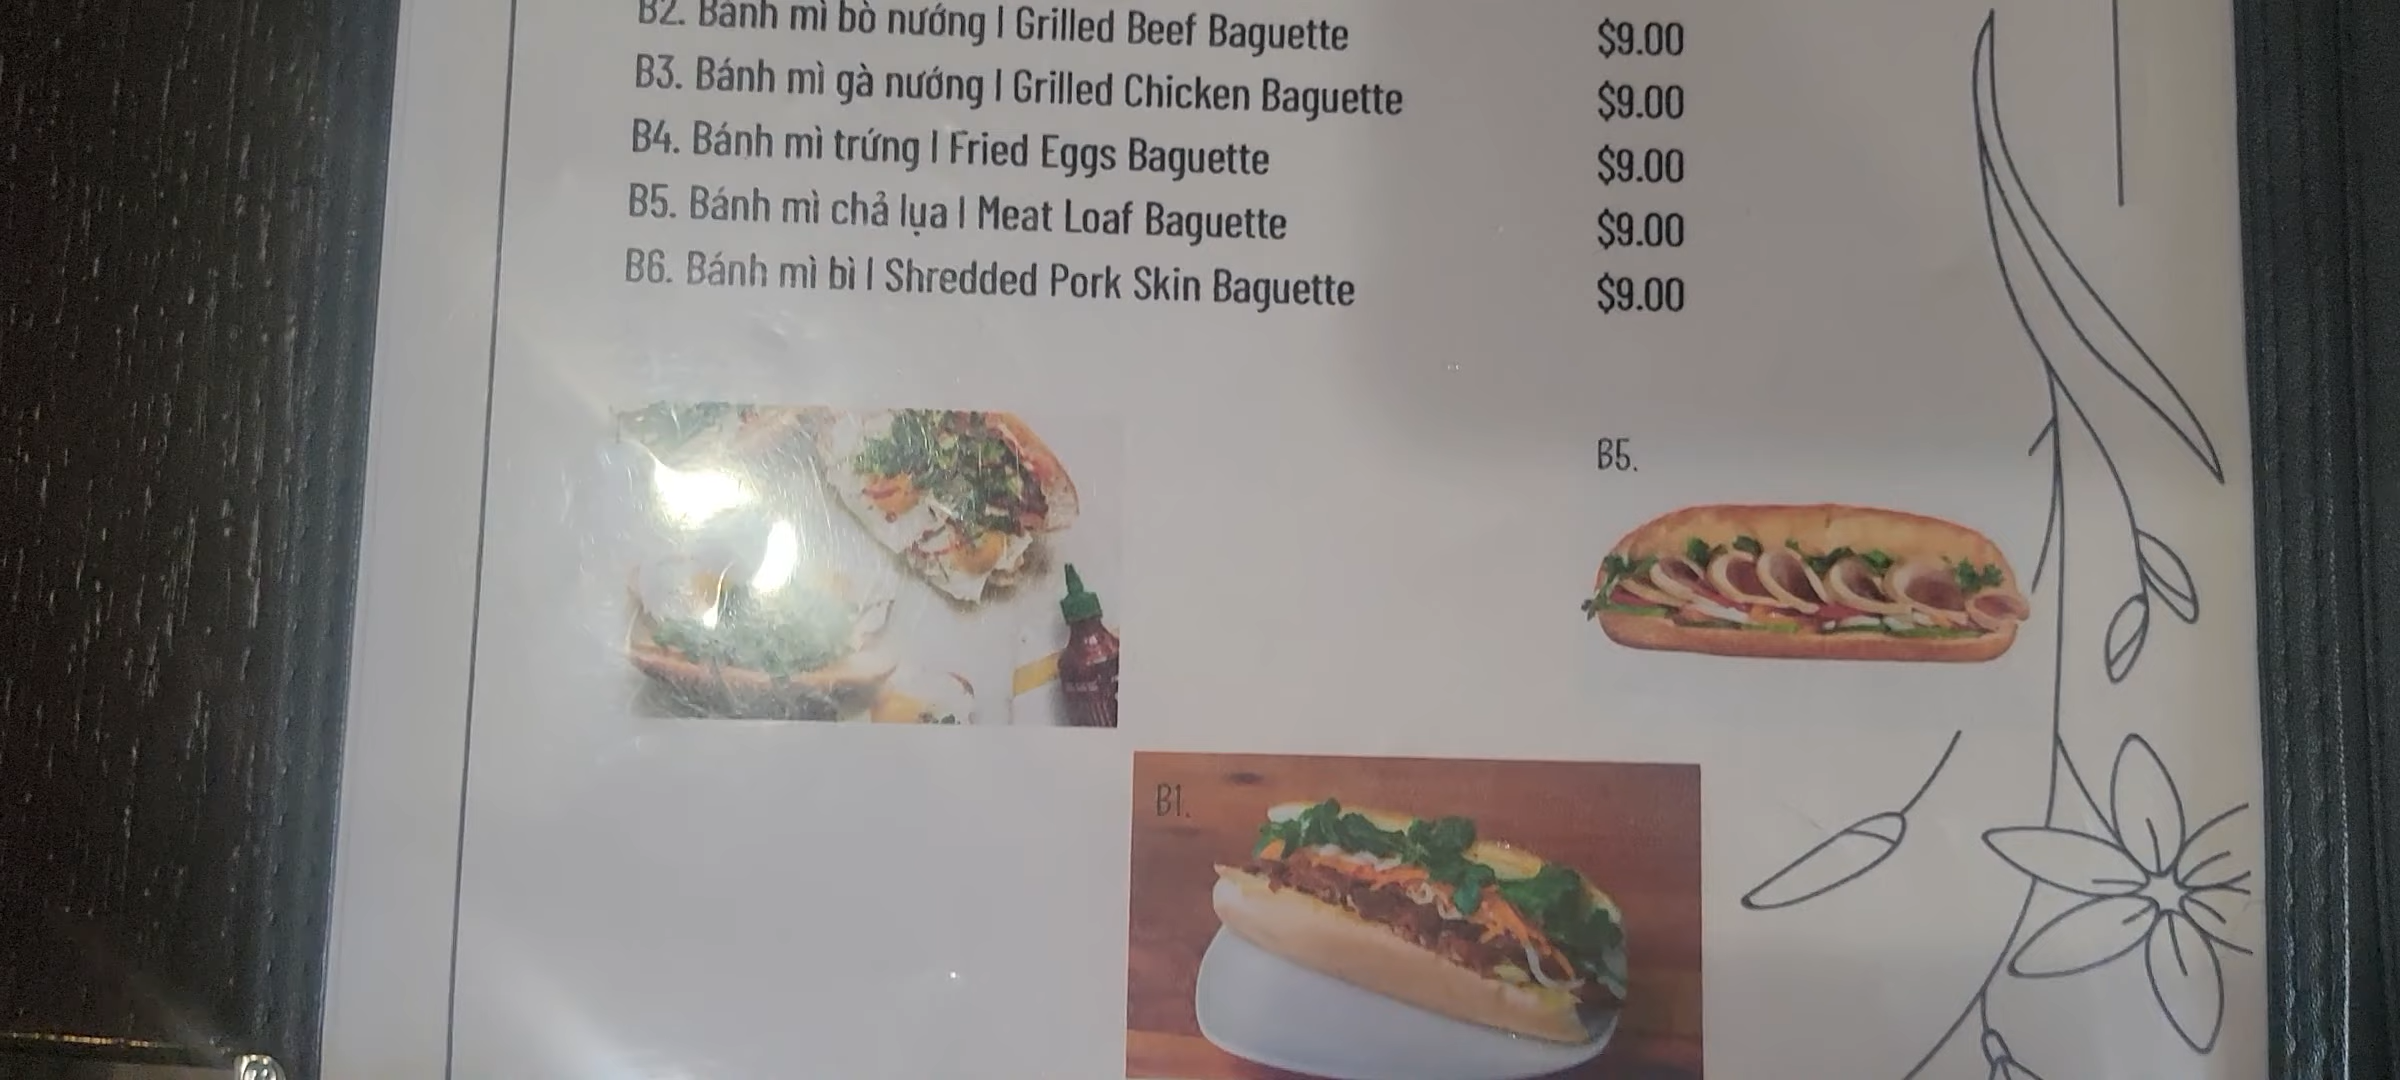 B2. Bánh mì bò nướng | Grilled Beef Baguette $9.00
B3. Bánh mì gà nướng | Grilled Chicken Baguette $9.00
B4. Bánh mì trứng | Fried Eggs Baguette $9.00
B5. Bánh mì chả lụa | Meat Loaf Baguette $9.00
B6. Bánh mì bì | Shredded Pork Skin Baguette $9.00
B5.
B1.